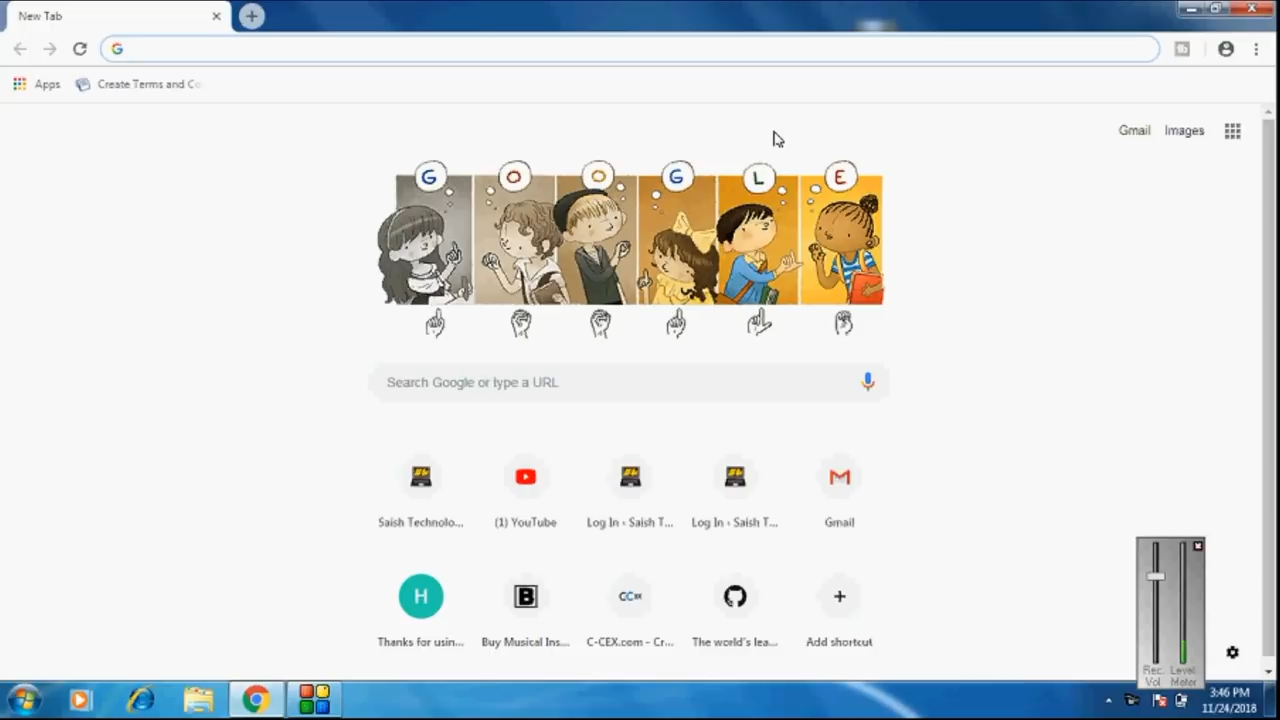 New Tab
Apps
Create Terms and Co
Gmail Images
G O O G L E
Search Google or type a URL
Saish Technolo...
(1) YouTube
Log In ‹ Saish T...
Log In ‹ Saish T...
Gmail
H
B
CCEX
Thanks for usin...
Buy Musical Ins...
C-CEX.com - Cr...
The world's lea...
Add shortcut
Rec. Level
Vol Meter
3:46 PM
11/24/2018